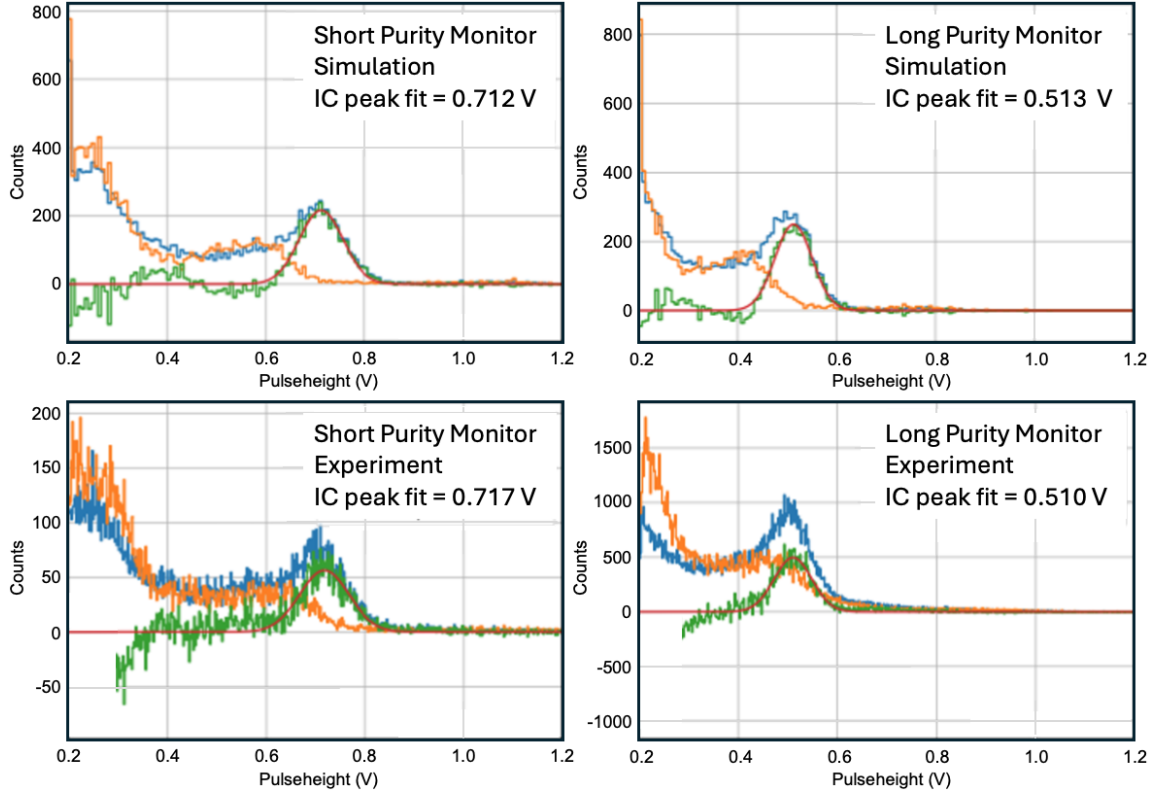 800
600
400
200
0
Counts
0.2 0.4 0.6 0.8 1.0 1.2
Pulseheight (V)
Short Purity Monitor
Simulation
IC peak fit = 0.712 V
800
600
400
200
0
Counts
0.2 0.4 0.6 0.8 1.0 1.2
Pulseheight (V)
Long Purity Monitor
Simulation
IC peak fit = 0.513 V
200
150
100
50
0
-50
Counts
0.2 0.4 0.6 0.8 1.0 1.2
Pulseheight (V)
Short Purity Monitor
Experiment
IC peak fit = 0.717 V
1500
1000
500
0
-500
-1000
Counts
0.2 0.4 0.6 0.8 1.0 1.2
Pulseheight (V)
Long Purity Monitor
Experiment
IC peak fit = 0.510 V